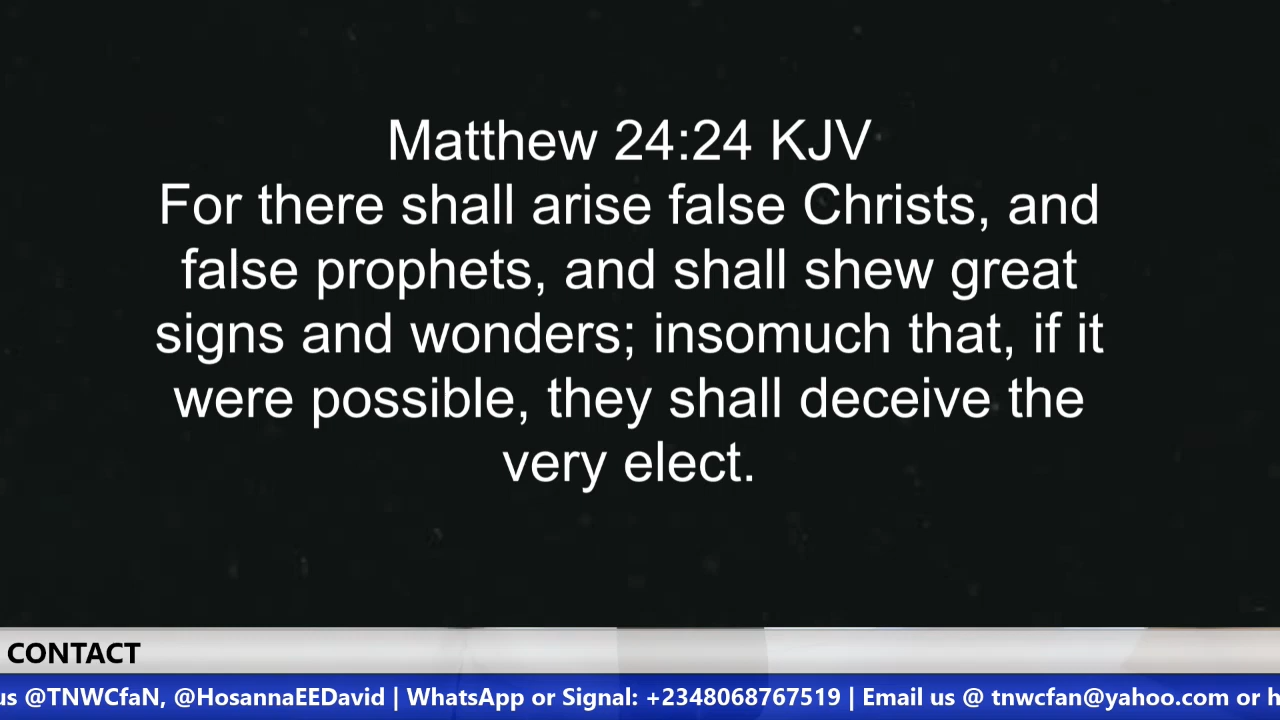 Matthew 24:24 KJV
For there shall arise false Christs, and
false prophets, and shall shew great
signs and wonders; insomuch that, if it
were possible, they shall deceive the
very elect.
CONTACT
us @TNWCfaN, @HosannaEEDavid | WhatsApp or Signal: +2348068767519 | Email us @ tnwcfan@yahoo.com or h